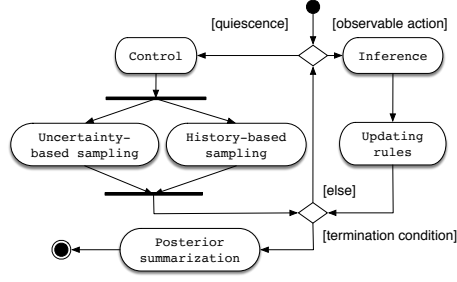 [quiescence] [observable action]
Control
Inference
Uncertainty-
based sampling
History-based
sampling
Updating
rules
[else]
[termination condition]
Posterior
summarization